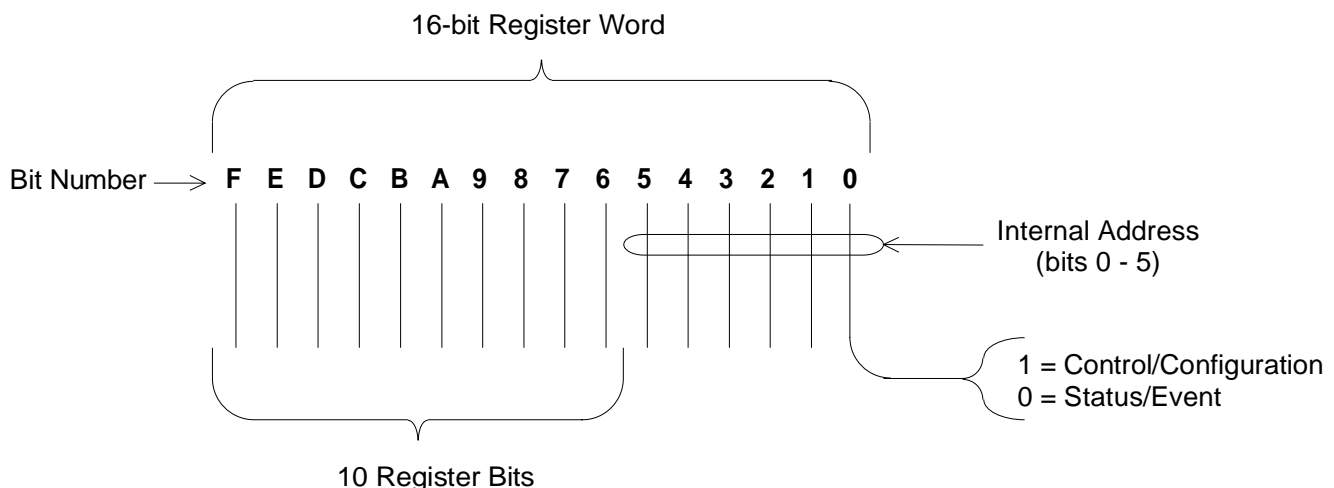 16-bit Register Word
Bit Number F E D C B A 9 8 7 6 5 4 3 2 1 0
Internal Address
(bits 0 - 5)
1 = Control/Configuration
0 = Status/Event
10 Register Bits